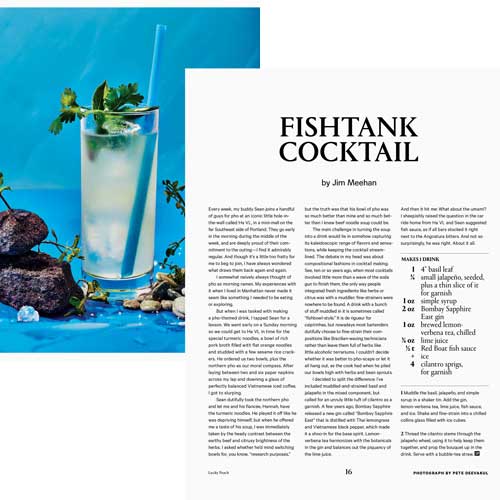 FISHTANK
COCKTAIL
by Jim Meehan
Every week, my buddy Sean joins a handful
of guys for pho at an iconic little hole-in-
the-wall called Ha VL, in a mini-mall on the
far Southeast side of Portland. They go early
in the morning during the middle of the
week, and are deeply proud of their com-
mitment to the outing—I find it admirably
regular. And though it's a little too frothy for
me to beg to join, I have always wondered
what draws them back again and again.
I somewhat naively always thought of
pho as morning noodles. My experiences with
it when I lived in Manhattan never made it
seem like something I needed to be eating
or exploring.
But when I was tasked with making
a pho-themed drink, I tapped Sean for a
lesson. We went early on a Sunday morning
so we could get to Ha VL in time for the
special turmeric noodles, a bowl of rich
pork broth filled with flat orange noodles
and studded with a few sesame rice crack-
ers. He ordered us two bowls, plus the
northern pho as our moral compass. After
laying between two and six paper napkins
across my lap and downing a glass of
perfectly balanced Vietnamese iced coffee,
I got to slurping.
Sean dutifully took the northern pho
and let me and his fiancée, Hannah, have
the turmeric noodles. He played it off like he
was depriving himself, but when he offered
me a taste of his soup, I was immediately
taken by the heady contrast between the
earthy beef and citrusy brightness of the
herbs. I asked whether he'd mind switching
bowls for, you know, "research purposes,"
but the truth was that his bowl of pho was
so much better than mine and so much bet-
ter than I knew beef noodle soup could be.
The main challenge in turning the soup
into a drink would lie in somehow capturing
its kaleidoscopic range of flavors and sensa-
tions, while keeping the cocktail stream-
lined. The debate in my head was about
compositional fashions in cocktail making:
See, ten or so years ago, when most cocktails
involved little more than a wave of the soda
gun to finish them, the only way people
integrated fresh ingredients like herbs or
citrus was with a muddler; fine-strainers were
nowhere to be found. A drink with a bunch
of stuff muddled in it is sometimes called
"fishbowl-style." It is de rigueur for
caipirinhas, but nowadays most bartenders
dutifully choose to fine-strain their com-
positions like Brazilian-waxing technicians
rather than leave them full of herbs like
little alcoholic terrariums. I couldn't decide
whether it was better to pho-scape or let it
all hang out, as the cook had when he piled
our bowls high with herbs and bean sprouts.
I decided to split the difference: I've
included muddled-and-strained basil and
jalapeño in the mixed component, but
called for an unruly little tuft of cilantro as a
garnish. A few years ago, Bombay Sapphire
released a new gin called "Bombay Sapphire
East" that is distilled with Thai lemongrass
and Vietnamese black pepper, which made
it a shoo-in for the base spirit. Lemon-
verbena tea harmonizes with the botanicals
in the gin and balances out the piquancy of
the lime juice.
And then it hit me: What about the umami?
I sheepishly raised the question in the car
ride home from Ha VL and Sean suggested
fish sauce, as if all bars stocked it right
next to the Angostura bitters. And not so
surprisingly, he was right. About it all.
MAKES 1 DRINK
1 4" basil leaf
¼ small jalapeño, seeded,
plus a thin slice of it
for garnish
1 oz simple syrup
2 oz Bombay Sapphire
East gin
1 oz brewed lemon-
verbena tea, chilled
¾ oz lime juice
½ t Red Boat fish sauce
+ ice
4 cilantro sprigs,
for garnish
1 Muddle the basil, jalapeño, and simple
syrup in a shaker tin. Add the gin,
lemon-verbena tea, lime juice, fish sauce,
and ice. Shake and fine-strain into a chilled
collins glass filled with ice cubes.
2 Thread the cilantro stems through the
jalapeño wheel, using it to help keep them
together, and prop the bouquet up in the
drink. Serve with a bubble-tea straw.
Lucky Peach
16
PHOTOGRAPH BY PETE DEEVAKUL